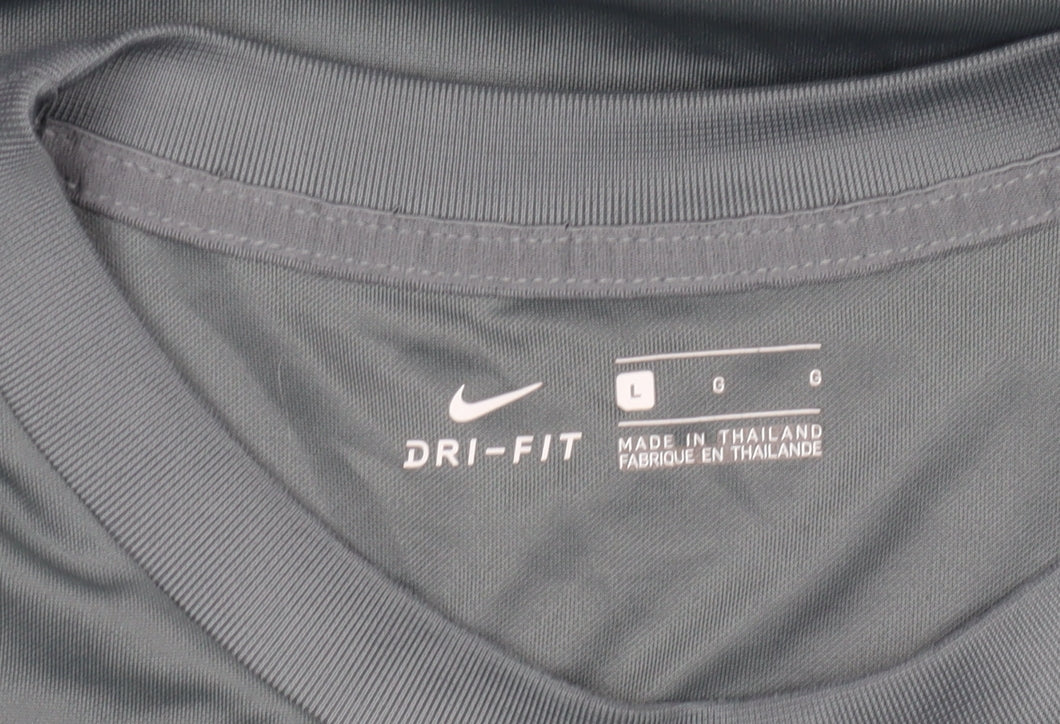 DRI-FIT
L G G
MADE IN THAILAND
FABRIQUE EN THAILANDE